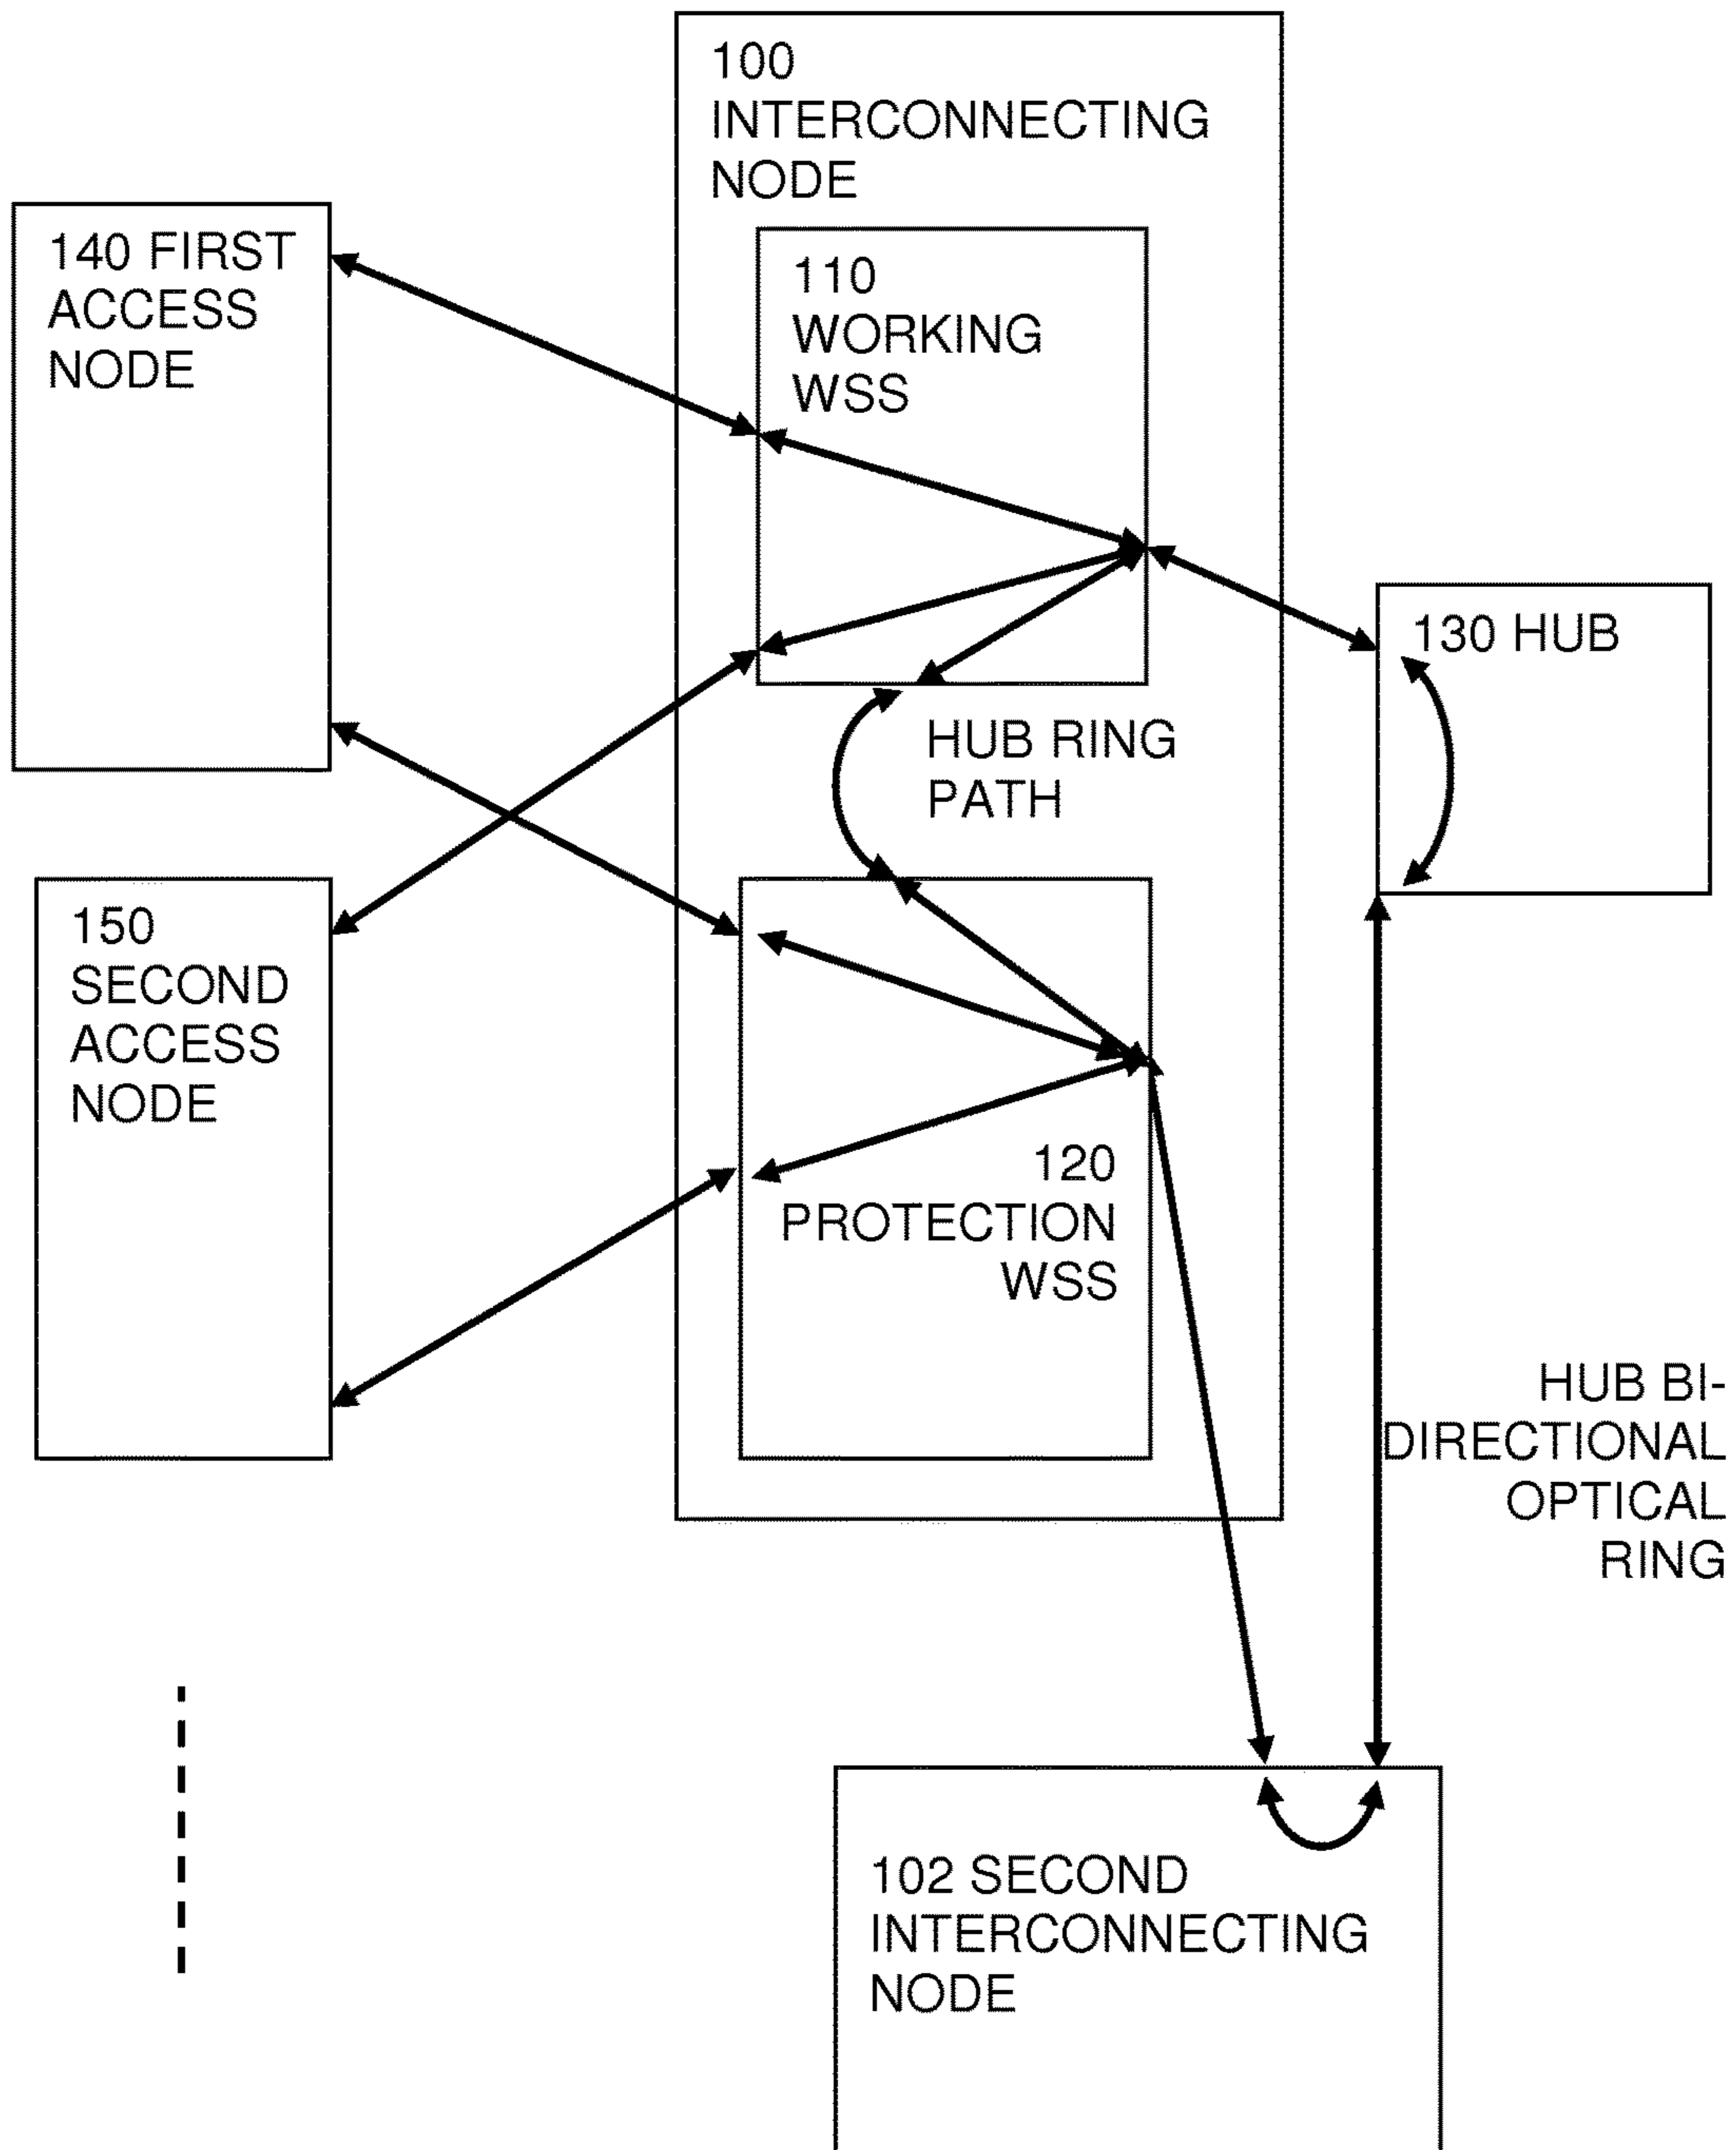 100
INTERCONNECTING
NODE
140 FIRST
ACCESS
NODE
110
WORKING
WSS
130 HUB
HUB RING
PATH
150
SECOND
ACCESS
NODE
120
PROTECTION
WSS
HUB BI-
DIRECTIONAL
OPTICAL
RING
102 SECOND
INTERCONNECTING
NODE